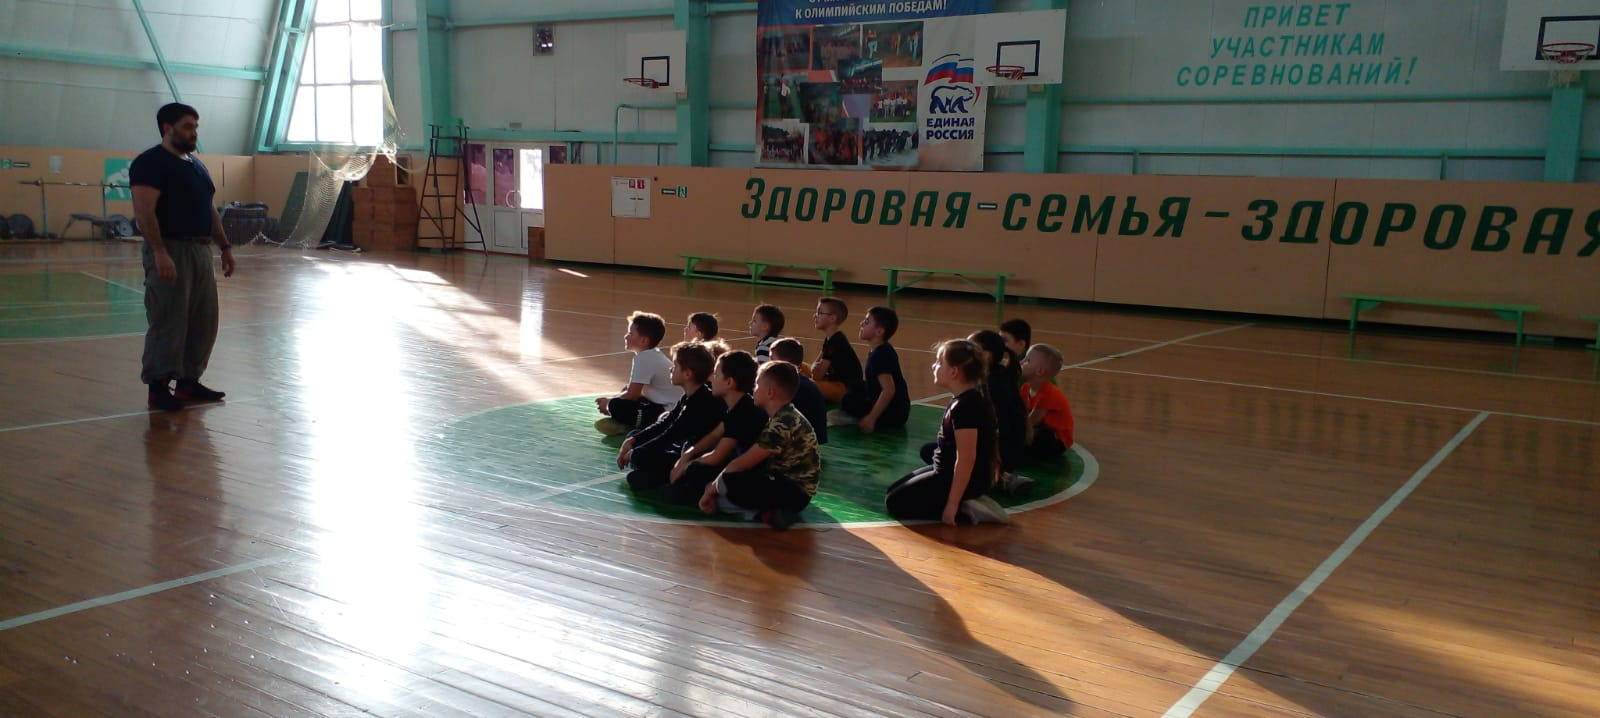 К ОЛИМПИЙСКИМ ПОБЕДАМ!
ЕДИНАЯ
РОССИЯ
ПРИВЕТ
УЧАСТНИКАМ
СОРЕВНОВАНИЙ!
ЗДОРОВАЯ-СЕМЬЯ-ЗДОРОВАЯ